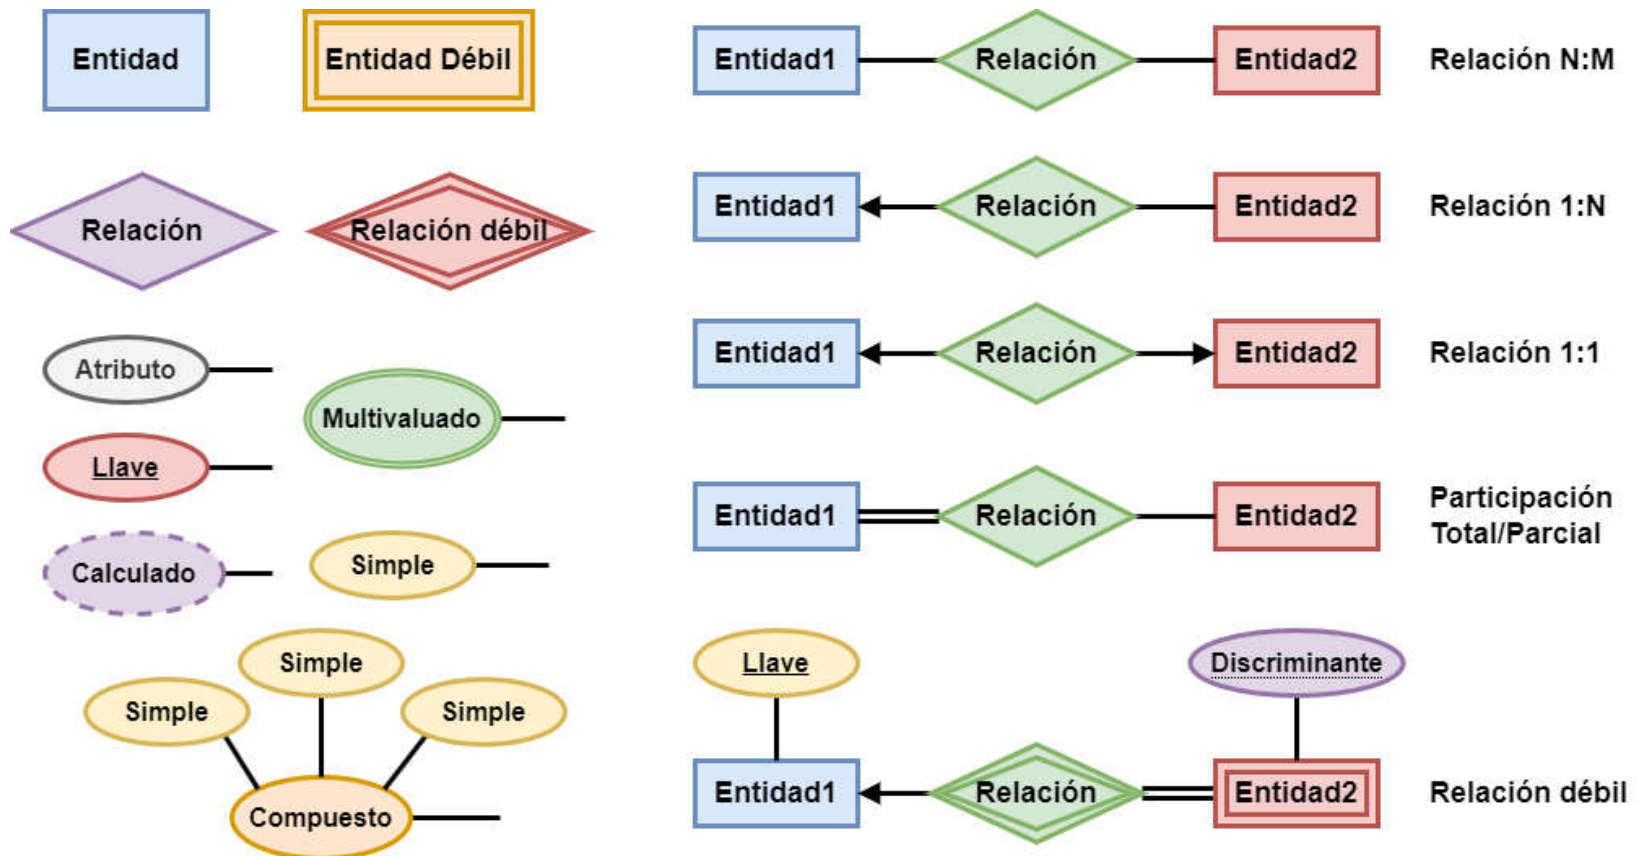 Entidad
Entidad Débil
Relación
Relación débil
Atributo
Multivaluado
Llave
Calculado
Simple
Simple
Simple
Simple
Compuesto
Entidad1
Relación
Entidad2
Relación N:M
Entidad1
Relación
Entidad2
Relación 1:N
Entidad1
Relación
Entidad2
Relación 1:1
Entidad1
Relación
Entidad2
Participación
Total/Parcial
Llave
Discriminante
Entidad1
Relación
Entidad2
Relación débil